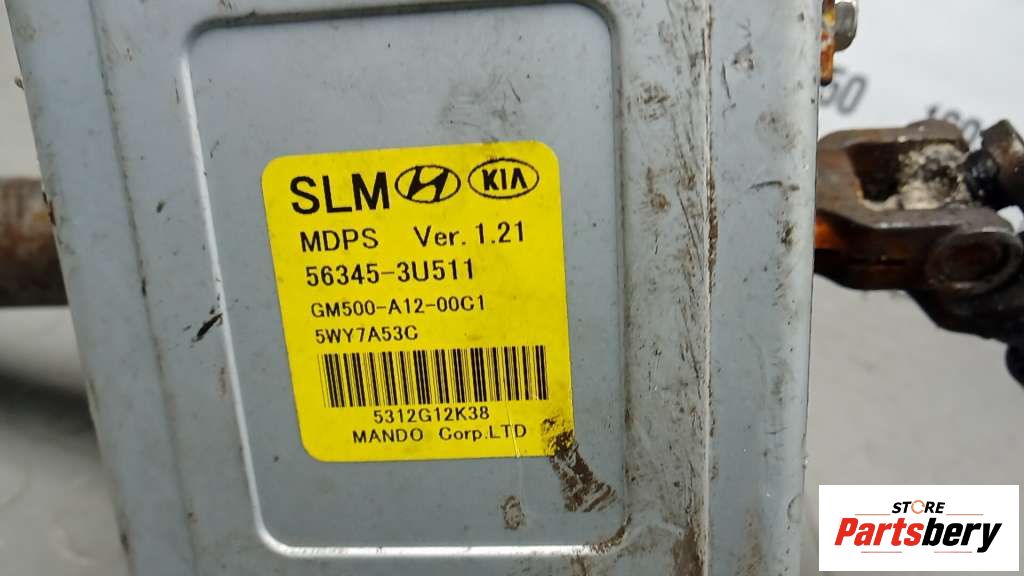 SLM KIA
MDPS Ver. 1.21
56345-3U511
GM500-A12-00C1
5WY7A53C
5312G12K38
MANDO Corp.LTD
STORE
Partsbery